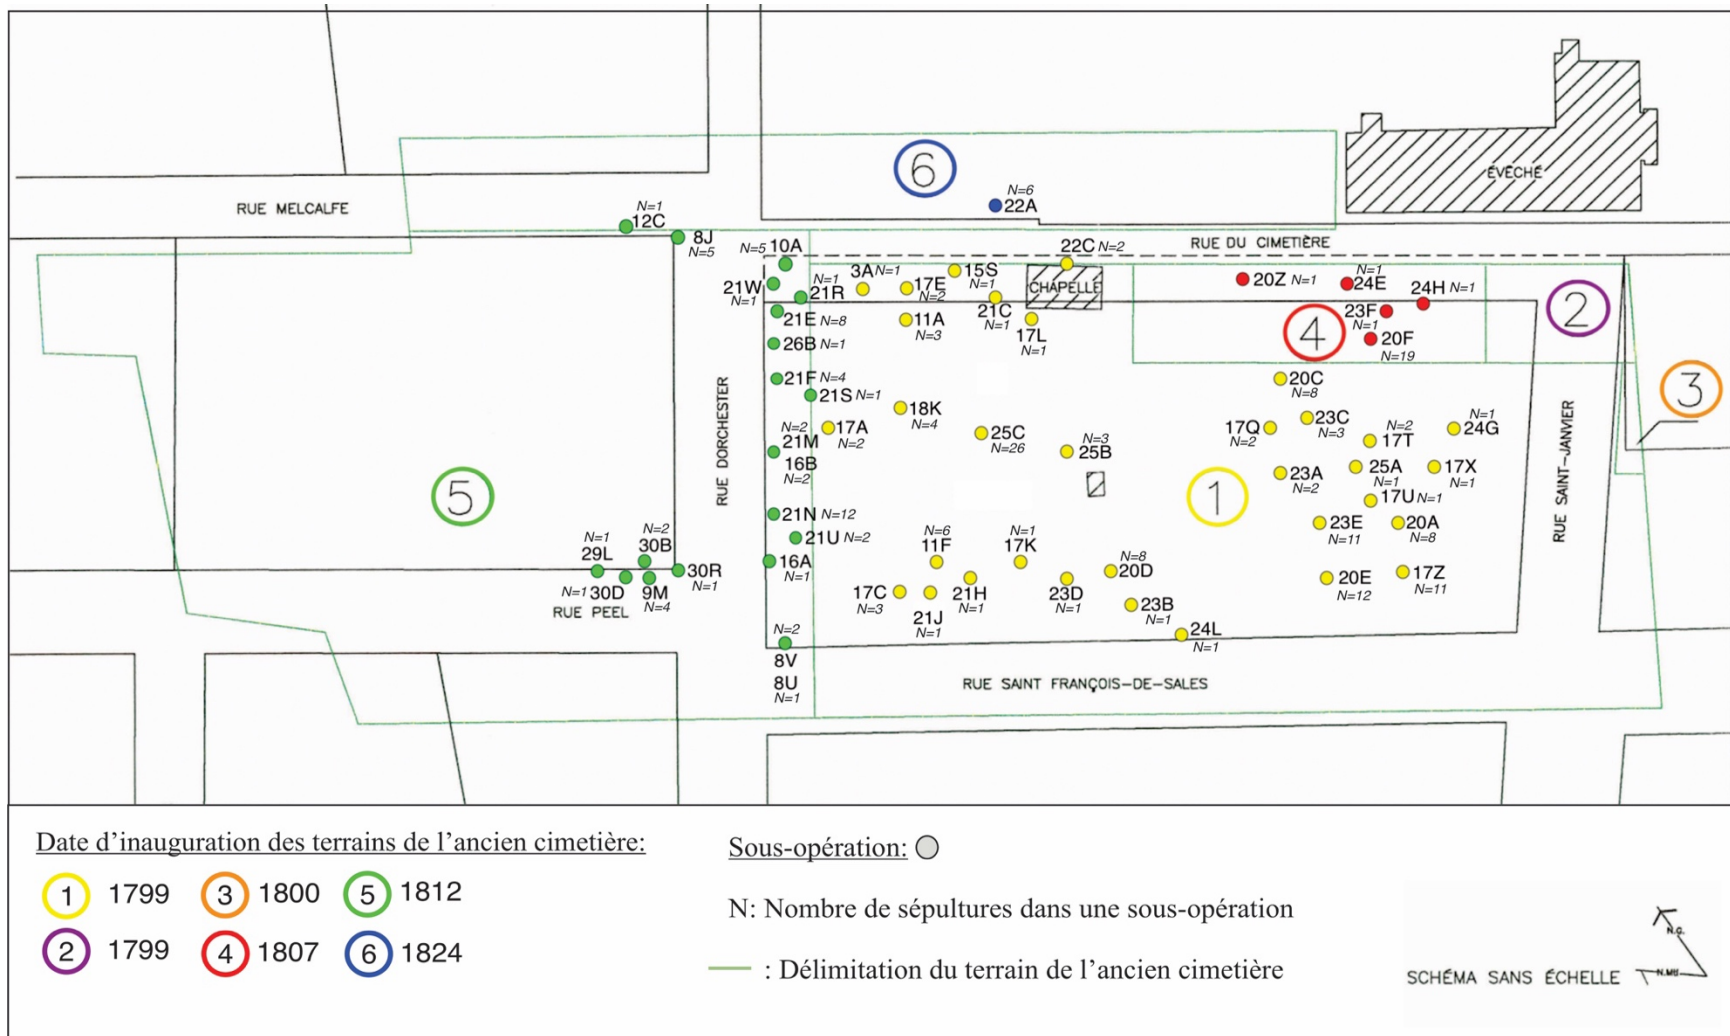 6
ÉVÊCHÉ
RUE MELCALFE
N=1
12C
8J
N=5
N=6
22A
N=5 10A
22C N=2
RUE DU CIMETIÈRE
21W
N=1
N=1
21R
3A N=1
17E
N=2
15S
N=1
CHAPELLE
21C
N=1
20Z N=1
N=1
24E
24H N=1
2
21E N=8
11A
N=3
17L
N=1
4
23F
N=1
20F
N=19
26B N=1
21F N=4
21S N=1
20C
N=8
3
18K
N=4
N=2
21M
16B
N=2
17A
N=2
25C
N=26
N=3
25B
17Q
N=2
23C
N=3
N=2
17T
N=1
24G
RUE DORCHESTER
RUE SAINT-JANVIER
5
1
23A
N=2
25A
N=1
17X
N=1
17U N=1
21N N=12
21U N=2
23E
N=11
20A
N=8
N=1
29L
N=2
30B
30R
N=1
16A
N=1
N=6
11F
N=1
17K
N=8
20D
N=1 30D
9M
N=4
RUE PEEL
17C
N=3
21J
N=1
21H
N=1
23D
N=1
23B
N=1
20E
N=12
17Z
N=11
24L
N=1
N=2
8V
8U
N=1
RUE SAINT FRANÇOIS-DE-SALES
Date d’inauguration des terrains de l’ancien cimetière:
1 1799 3 1800 5 1812
2 1799 4 1807 6 1824
Sous-opération:
N: Nombre de sépultures dans une sous-opération
: Délimitation du terrain de l’ancien cimetière
SCHÉMA SANS ÉCHELLE
N.G.